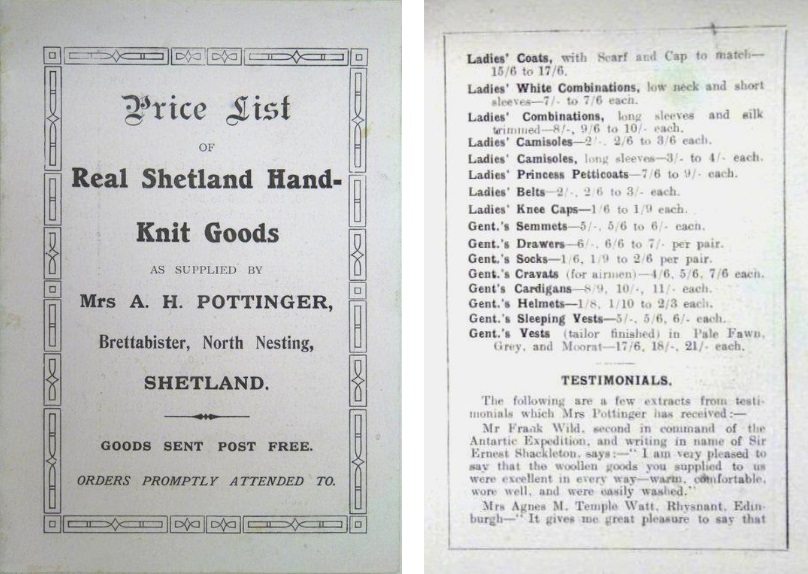 Price List
OF
Real Shetland Hand-
Knit Goods
AS SUPPLIED BY
Mrs A. H. POTTINGER,
Brettabister, North Nesting,
SHETLAND.
GOODS SENT POST FREE.
ORDERS PROMPTLY ATTENDED TO.
Ladies' Coats, with Scarf and Cap to match—
15/6 to 17/6.
Ladies' White Combinations, low neck and short
sleeves—7/- to 7/6 each.
Ladies' Combinations, long sleeves and silk
trimmed—8/-, 9/6 to 10/- each.
Ladies' Camisoles—2/-, 2/6 to 3/6 each.
Ladies' Camisoles, long sleeves—3/- to 4/- each.
Ladies' Princess Petticoats—7/6 to 9/- each.
Ladies' Belts—2/-, 2/6 to 3/- each.
Ladies' Knee Caps—1/6 to 1/9 each.
Gent.'s Semmets—5/-, 5/6 to 6/- each.
Gent.'s Drawers—6/-, 6/6 to 7/- per pair.
Gent.'s Socks—1/6, 1/9 to 2/6 per pair.
Gent.'s Cravats (for airmen)—4/6, 5/6, 7/6 each.
Gent's Cardigans—8/9, 10/-, 11/- each.
Gent.'s Helmets—1/8, 1/10 to 2/3 each.
Gent.'s Sleeping Vests—5/-, 5/6, 6/- each.
Gent.'s Vests (tailor finished) in Pale Fawn,
Grey, and Moorat—17/6, 18/-, 21/- each.
TESTIMONIALS.
The following are a few extracts from testi-
monials which Mrs Pottinger has received:—
Mr Frank Wild, second in command of the
Antartic Expedition, and writing in name of Sir
Ernest Shackleton, says:—" I am very pleased to
say that the woollen goods you supplied to us
were excellent in every way—warm, comfortable,
wore well, and were easily washed."
Mrs Agnes M. Temple Watt, Rhysnant, Edin-
burgh—" It gives me great pleasure to say that